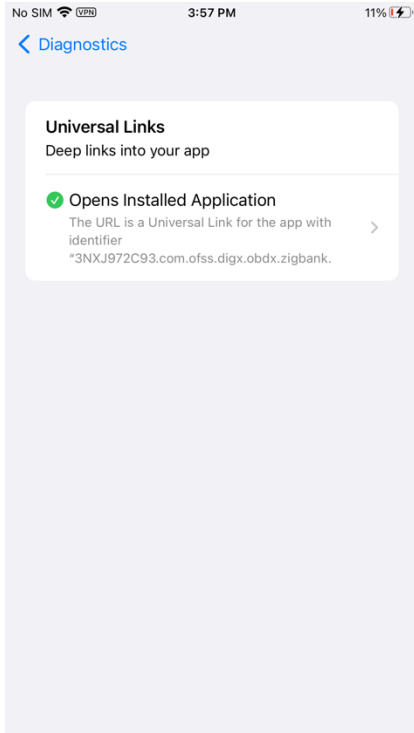 No SIM VPN 3:57 PM 11%
Diagnostics
Universal Links
Deep links into your app
Opens Installed Application
The URL is a Universal Link for the app with
identifier
“3NXJ972C93.com.ofss.digx.obdx.zigbank.